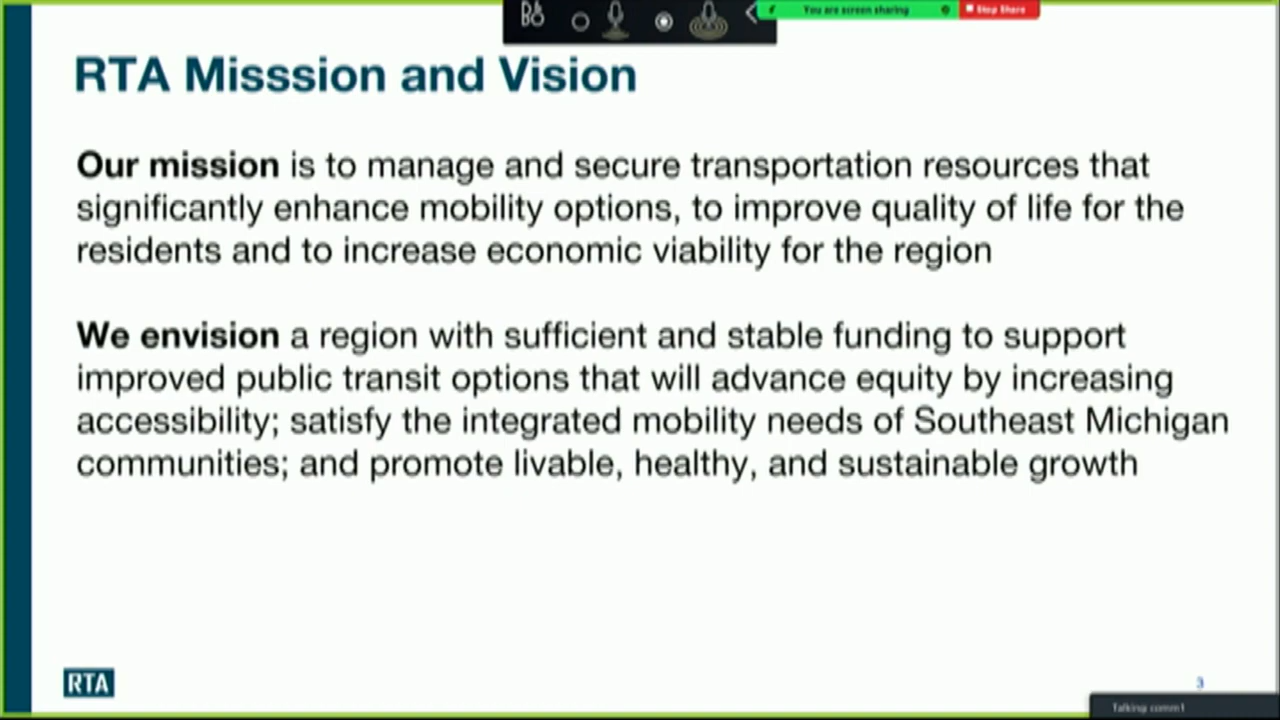 You are screen sharing
Stop Share
RTA Misssion and Vision
Our mission is to manage and secure transportation resources that
significantly enhance mobility options, to improve quality of life for the
residents and to increase economic viability for the region
We envision a region with sufficient and stable funding to support
improved public transit options that will advance equity by increasing
accessibility; satisfy the integrated mobility needs of Southeast Michigan
communities; and promote livable, healthy, and sustainable growth
RTA
3
Talking: